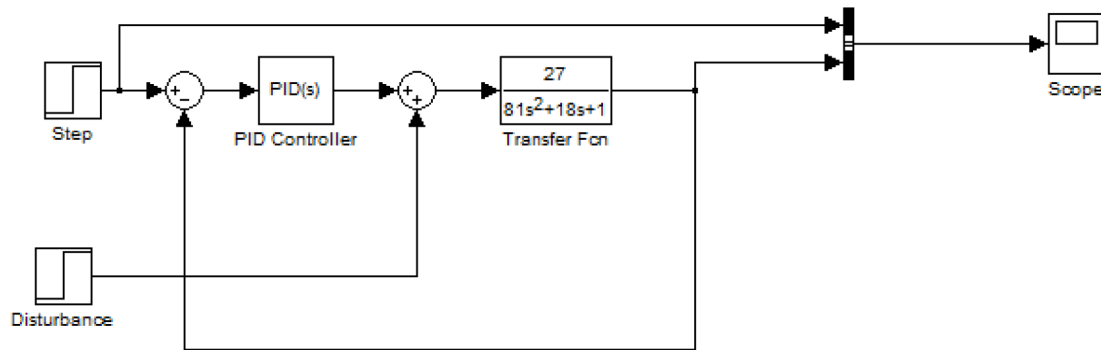 Step
+
−
PID(s)
PID Controller
+
+
27
81s²+18s+1
Transfer Fcn
Scope
Disturbance